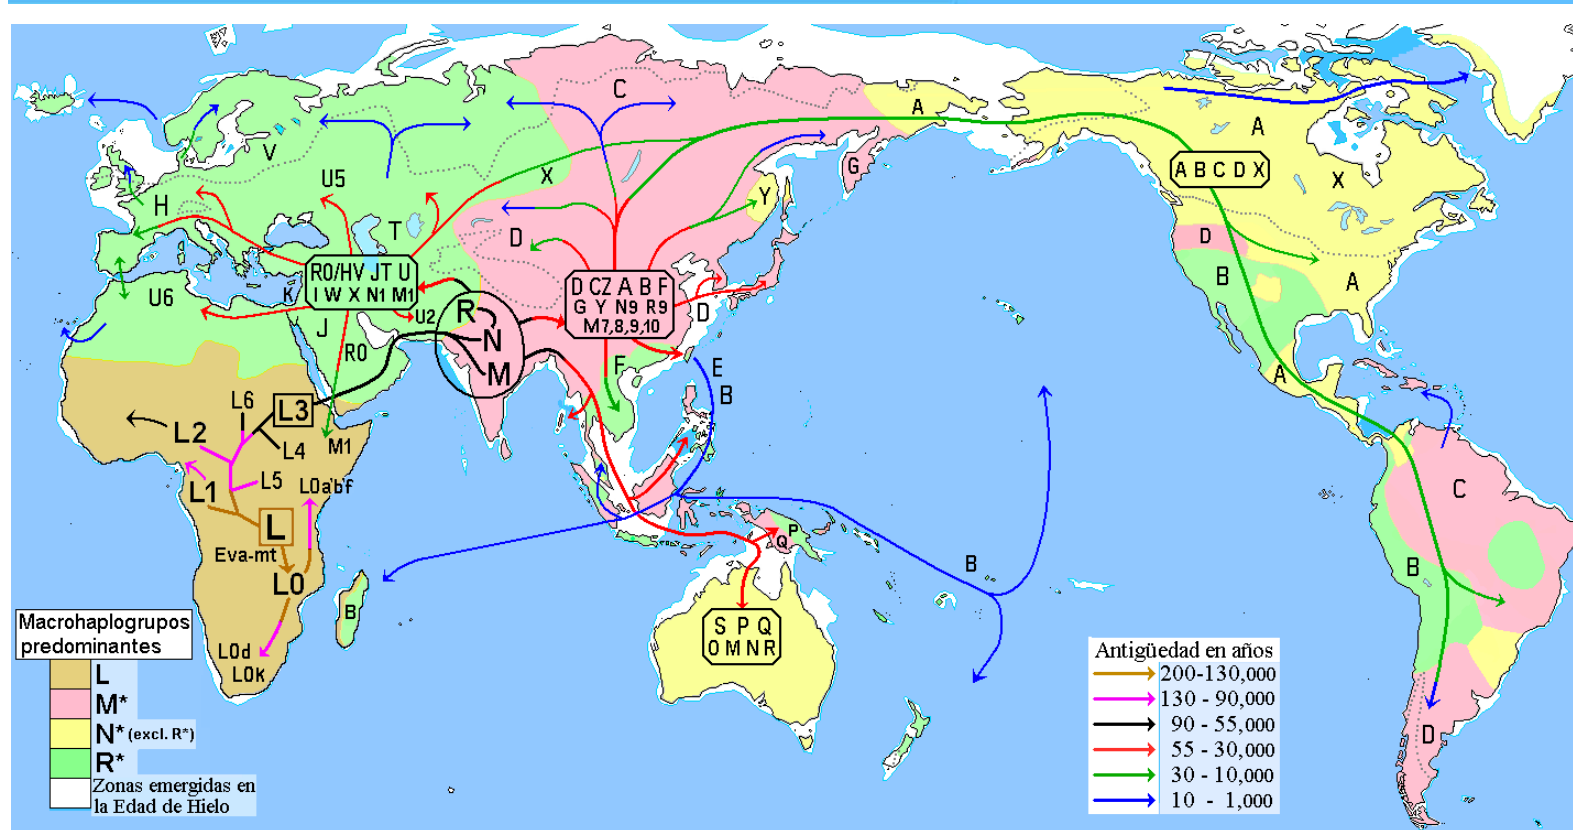 C
A
A
V
G
A B C D X
X
U5
X
Y
H
T
D
D
B
A
R0/HV JT U
I W X N1 M1
D CZ A B F
G Y N9 R9
M7,8,9,10
K
U6
J
U2
R
N
M
D
R0
F
E
B
A
L6
L3
L2
L4
M1
L5
L1
L0a'b'f
C
L
Eva-mt
P
Q
L0
B
B
B
S P Q
O M N R
L0d
L0k
D
Macrohaplogrupos
predominantes
L
M*
N* (excl. R*)
R*
Zonas emergidas en
la Edad de Hielo
Antigüedad en años
200-130,000
130 - 90,000
90 - 55,000
55 - 30,000
30 - 10,000
10 - 1,000